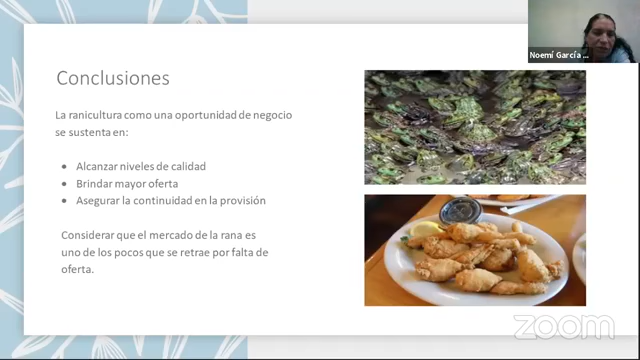 Noemí García ...
Conclusiones
La ranicultura como una oportunidad de negocio
se sustenta en:
• Alcanzar niveles de calidad
• Brindar mayor oferta
• Asegurar la continuidad en la provisión
Considerar que el mercado de la rana es
uno de los pocos que se retrae por falta de
oferta.
zoom